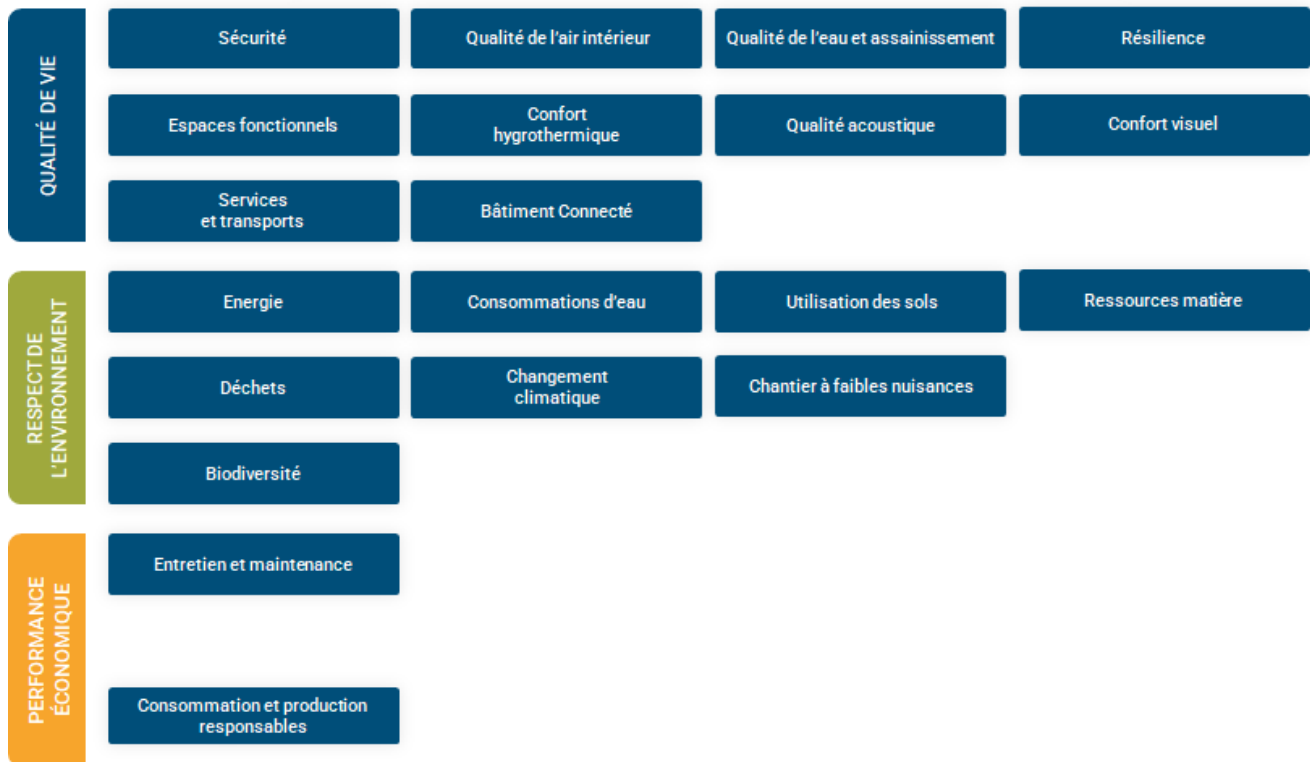 QUALITÉ DE VIE
Sécurité
Qualité de l'air intérieur
Qualité de l'eau et assainissement
Résilience
Espaces fonctionnels
Confort
hygrothermique
Qualité acoustique
Confort visuel
Services
et transports
Bâtiment Connecté
RESPECT DE
L'ENVIRONNEMENT
Energie
Consommations d'eau
Utilisation des sols
Ressources matière
Déchets
Changement
climatique
Chantier à faibles nuisances
Biodiversité
PERFORMANCE
ÉCONOMIQUE
Entretien et maintenance
Consommation et production
responsables